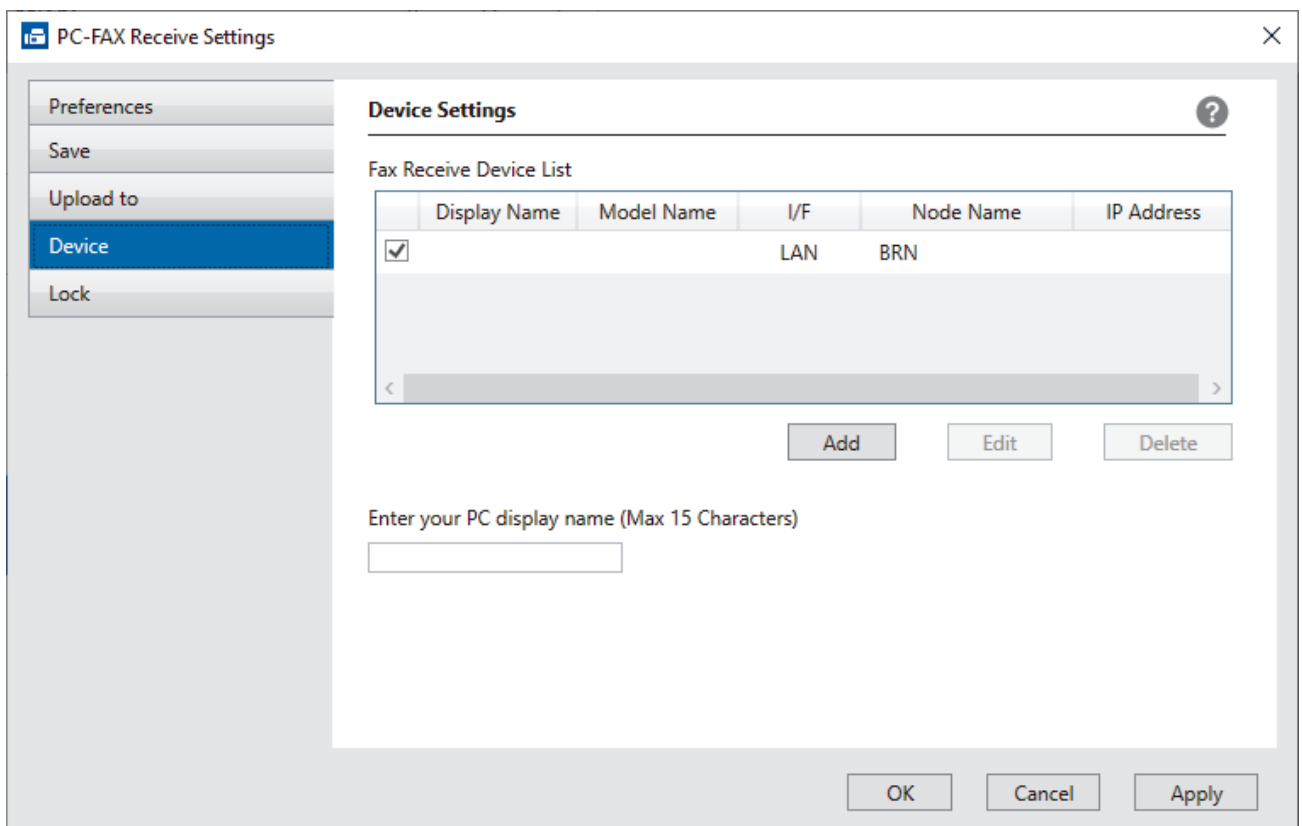 PC-FAX Receive Settings
Preferences
Save
Upload to
Device
Lock
Device Settings
?
Fax Receive Device List
Display Name Model Name I/F Node Name IP Address
LAN BRN
Add Edit Delete
Enter your PC display name (Max 15 Characters)
OK Cancel Apply